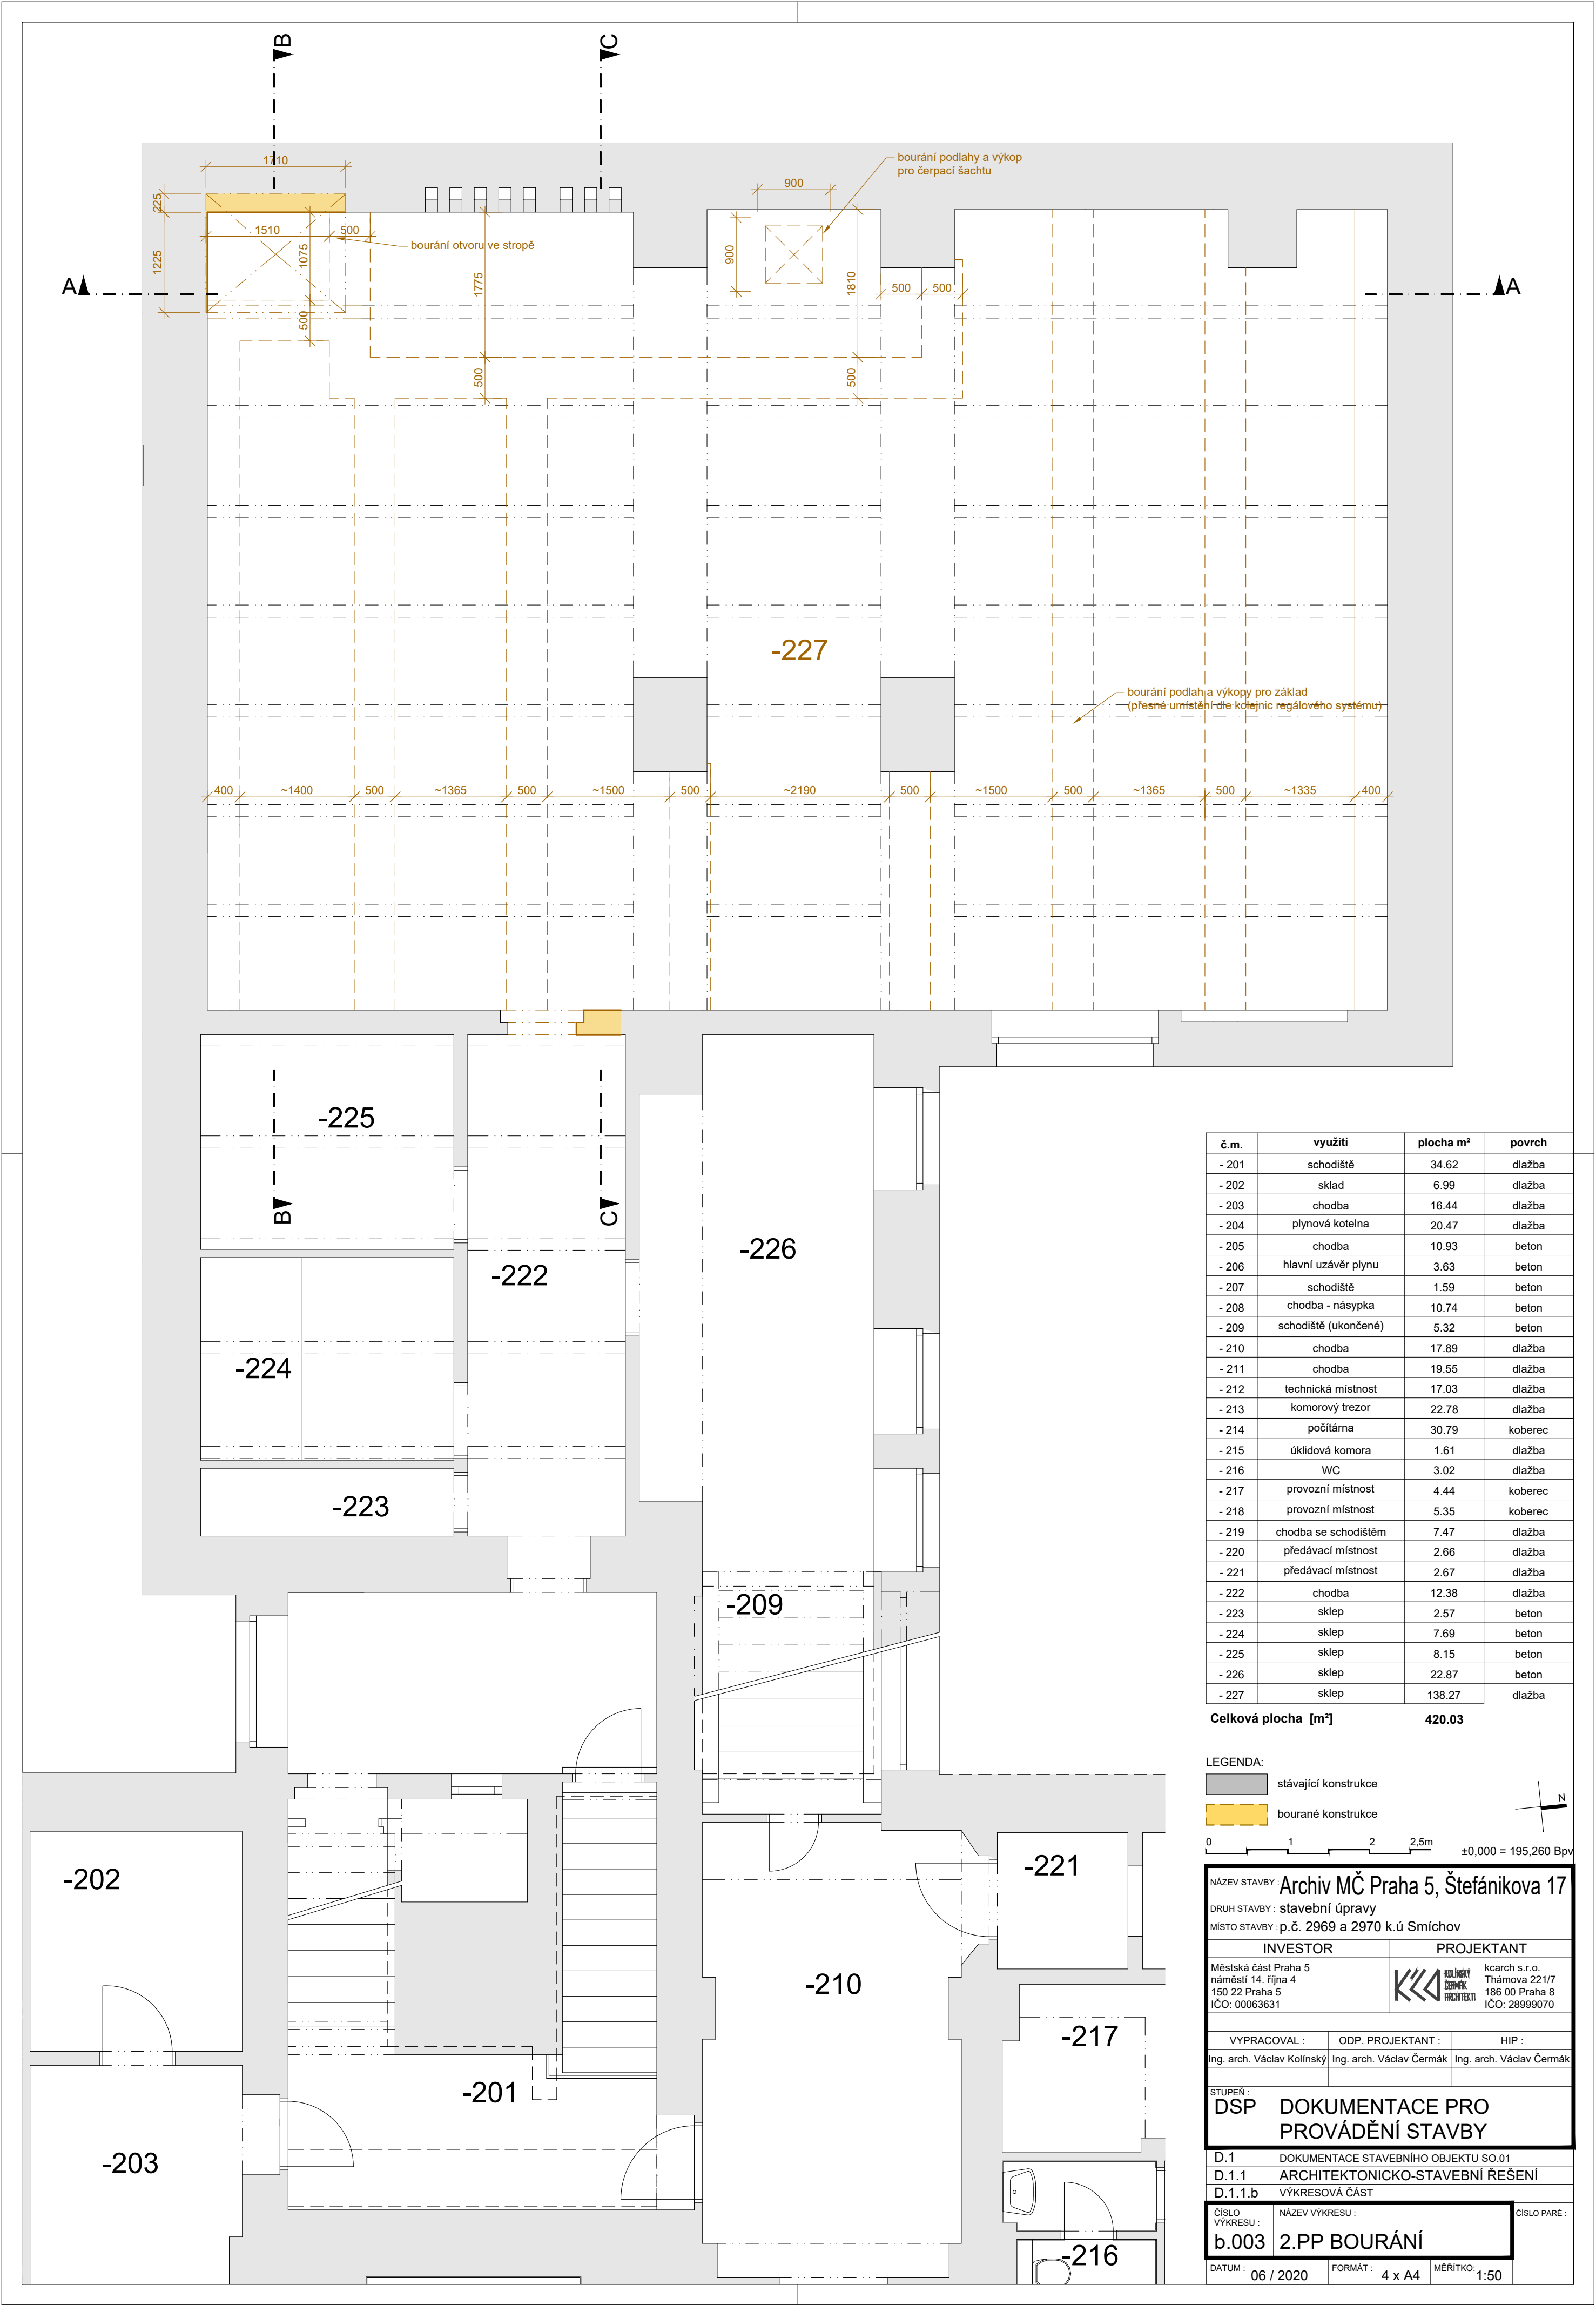 B
C
1710
225
1225
1510
500
1075
500
bourání otvoru ve stropě
1775
500
900
900
bourání podlahy a výkop
pro čerpací šachtu
1810
500
500
500
A
A
-227
bourání podlah a výkopy pro základ
(přesné umístění dle kolejnic regálového systému)
400 ~1400 500 ~1365 500 ~1500 500 ~2190 500 ~1500 500 ~1365 500 ~1335 400
-225
B
C
-222
-226
-224
-223
-209
-202
-221
-210
-217
-201
-203
-216
č.m. využití plocha m² povrch
- 201 schodiště 34.62 dlažba
- 202 sklad 6.99 dlažba
- 203 chodba 16.44 dlažba
- 204 plynová kotelna 20.47 dlažba
- 205 chodba 10.93 beton
- 206 hlavní uzávěr plynu 3.63 beton
- 207 schodiště 1.59 beton
- 208 chodba - násypka 10.74 beton
- 209 schodiště (ukončené) 5.32 beton
- 210 chodba 17.89 dlažba
- 211 chodba 19.55 dlažba
- 212 technická místnost 17.03 dlažba
- 213 komorový trezor 22.78 dlažba
- 214 počítárna 30.79 koberec
- 215 úklidová komora 1.61 dlažba
- 216 WC 3.02 dlažba
- 217 provozní místnost 4.44 koberec
- 218 provozní místnost 5.35 koberec
- 219 chodba se schodištěm 7.47 dlažba
- 220 předávací místnost 2.66 dlažba
- 221 předávací místnost 2.67 dlažba
- 222 chodba 12.38 dlažba
- 223 sklep 2.57 beton
- 224 sklep 7.69 beton
- 225 sklep 8.15 beton
- 226 sklep 22.87 beton
- 227 sklep 138.27 dlažba
Celková plocha [m²] 420.03
LEGENDA:
stávající konstrukce
bourané konstrukce
N
0 1 2 2,5m
±0,000 = 195,260 Bpv
NÁZEV STAVBY : Archiv MČ Praha 5, Štefánikova 17
DRUH STAVBY : stavební úpravy
MÍSTO STAVBY : p.č. 2969 a 2970 k.ú Smíchov
INVESTOR PROJEKTANT
Městská část Praha 5
náměstí 14. října 4
150 22 Praha 5
IČO: 00063631
KOLÍNSKÝ
ČERMÁK
ARCHITEKTI
kcarch s.r.o.
Thámova 221/7
186 00 Praha 8
IČO: 28999070
VYPRACOVAL : ODP. PROJEKTANT : HIP :
Ing. arch. Václav Kolínský Ing. arch. Václav Čermák Ing. arch. Václav Čermák
STUPEŇ :
DSP DOKUMENTACE PRO
PROVÁDĚNÍ STAVBY
D.1 DOKUMENTACE STAVEBNÍHO OBJEKTU SO.01
D.1.1 ARCHITEKTONICKO-STAVEBNÍ ŘEŠENÍ
D.1.1.b VÝKRESOVÁ ČÁST
ČÍSLO
VÝKRESU :
b.003
NÁZEV VÝKRESU :
2.PP BOURÁNÍ
ČÍSLO PARÉ :
DATUM : 06 / 2020 FORMÁT : 4 x A4 MĚŘÍTKO: 1:50